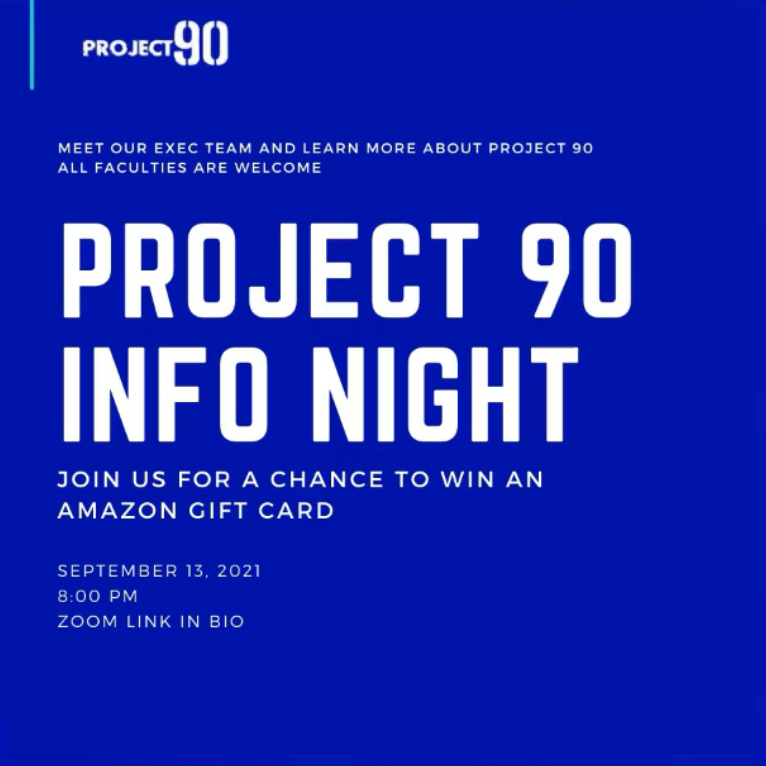 PROJECT90
MEET OUR EXEC TEAM AND LEARN MORE ABOUT PROJECT 90
ALL FACULTIES ARE WELCOME
PROJECT 90
INFO NIGHT
JOIN US FOR A CHANCE TO WIN AN
AMAZON GIFT CARD
SEPTEMBER 13, 2021
8:00 PM
ZOOM LINK IN BIO